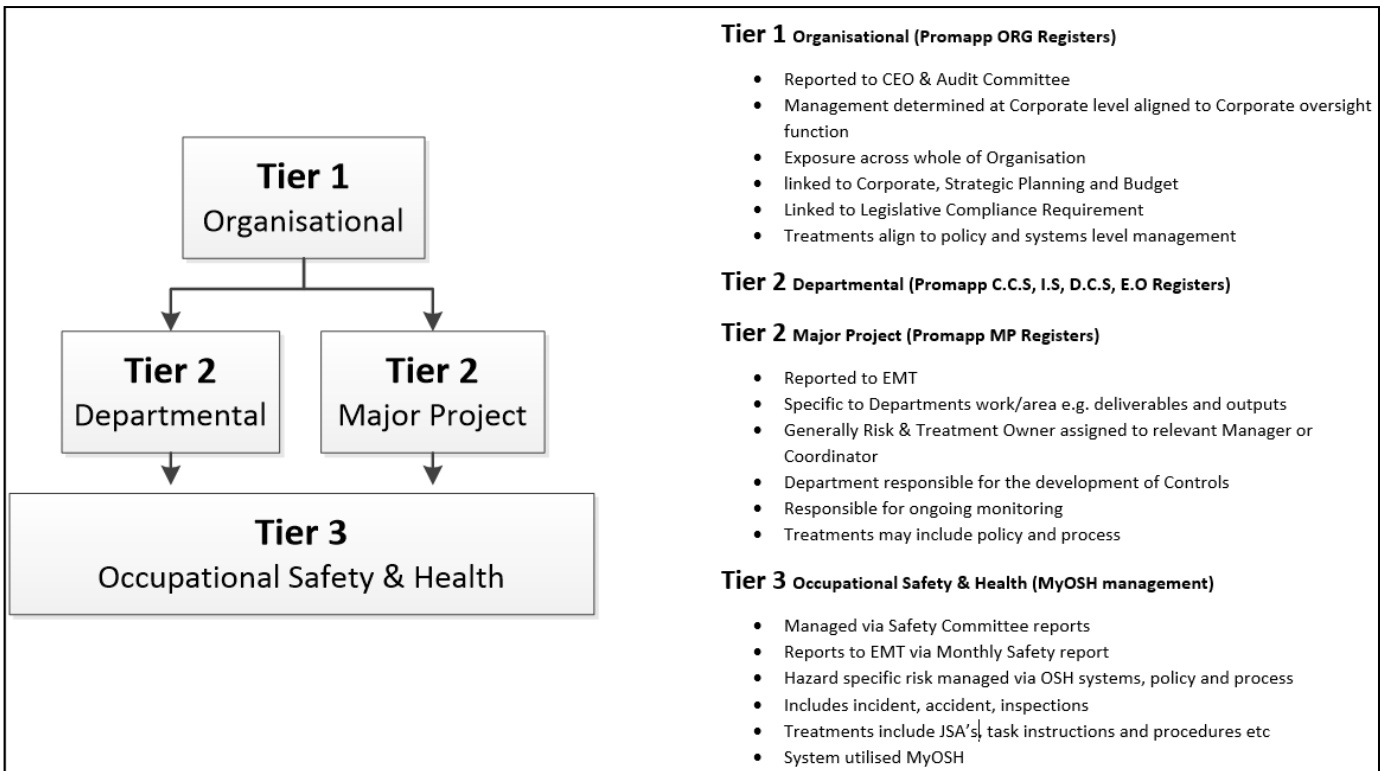 Tier 1
Organisational
Tier 2
Departmental
Tier 2
Major Project
Tier 3
Occupational Safety & Health
Tier 1 Organisational (Promapp ORG Registers)
• Reported to CEO & Audit Committee
• Management determined at Corporate level aligned to Corporate oversight
function
• Exposure across whole of Organisation
• linked to Corporate, Strategic Planning and Budget
• Linked to Legislative Compliance Requirement
• Treatments align to policy and systems level management
Tier 2 Departmental (Promapp C.C.S, I.S, D.C.S, E.O Registers)
Tier 2 Major Project (Promapp MP Registers)
• Reported to EMT
• Specific to Departments work/area e.g. deliverables and outputs
• Generally Risk & Treatment Owner assigned to relevant Manager or
Coordinator
• Department responsible for the development of Controls
• Responsible for ongoing monitoring
• Treatments may include policy and process
Tier 3 Occupational Safety & Health (MyOSH management)
• Managed via Safety Committee reports
• Reports to EMT via Monthly Safety report
• Hazard specific risk managed via OSH systems, policy and process
• Includes incident, accident, inspections
• Treatments include JSA's, task instructions and procedures etc
• System utilised MyOSH